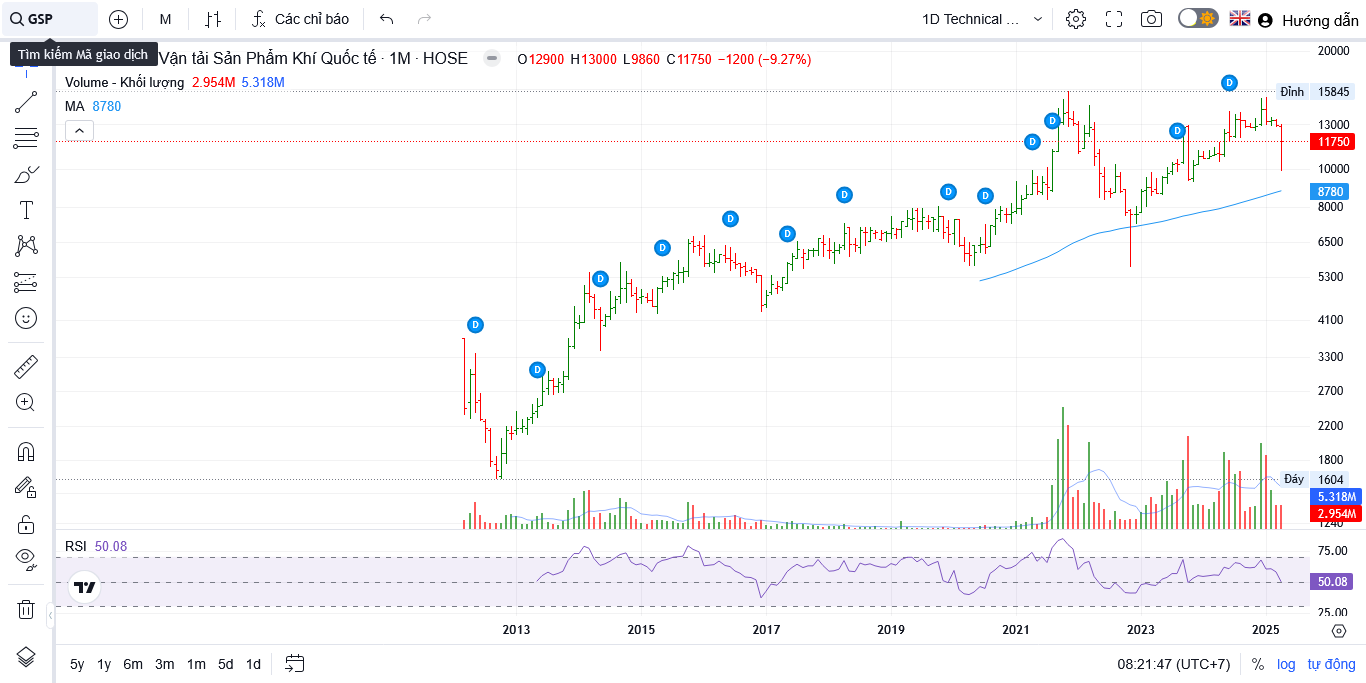 GSP
M
Các chỉ báo
1D Technical ...
Hướng dẫn
Tìm kiếm Mã giao dịch
Vận tải Sản Phẩm Khí Quốc tế · 1M · HOSE
O12900 H13000 L9860 C11750 −1200 (−9.27%)
Volume - Khối lượng 2.954M 5.318M
MA 8780
20000
Đỉnh 15845
13000
11750
10000
8780
8000
6500
5300
4100
3300
2700
2200
1800
Đáy 1604
5.318M
2.954M
1240
D
D
D
D
D
D
D
D
D
D
D
D
D
RSI 50.08
75.00
50.08
25.00
2013
2015
2017
2019
2021
2023
2025
5y 1y 6m 3m 1m 5d 1d
08:21:47 (UTC+7)
% log tự động